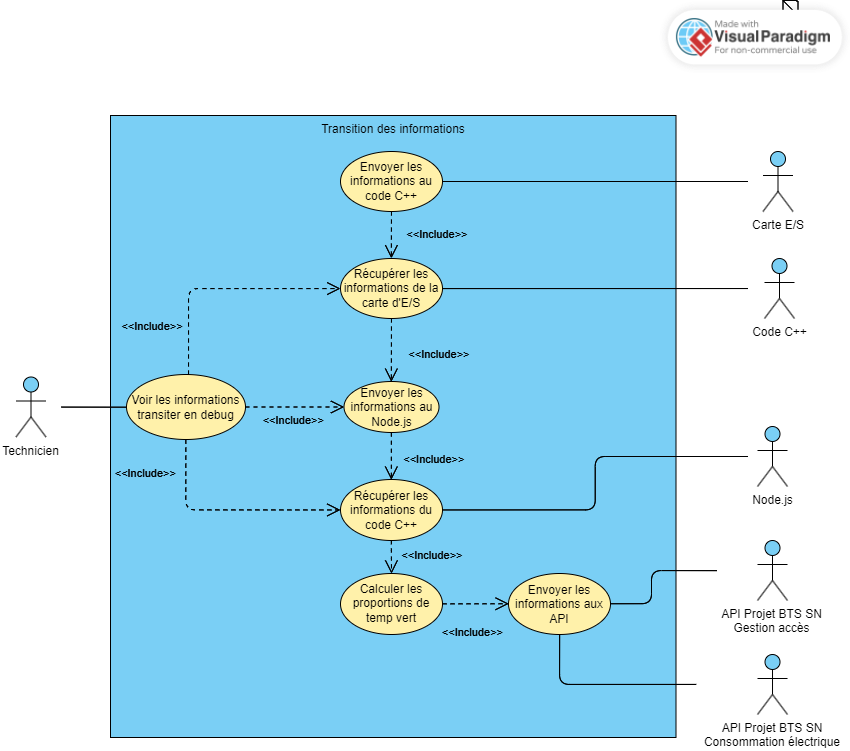 Made with
Visual Paradigm
For non-commercial use
Transition des informations
Envoyer les
informations au
code C++
Carte E/S
<<Include>>
Récupérer les
informations de la
carte d'E/S
Code C++
<<Include>>
<<Include>>
Voir les informations
transiter en debug
Technicien
<<Include>>
Envoyer les
informations au
Node.js
<<Include>>
<<Include>>
Récupérer les
informations du
code C++
Node.js
<<Include>>
Calculer les
proportions de
temp vert
<<Include>>
Envoyer les
informations aux
API
API Projet BTS SN
Gestion accès
API Projet BTS SN
Consommation électrique